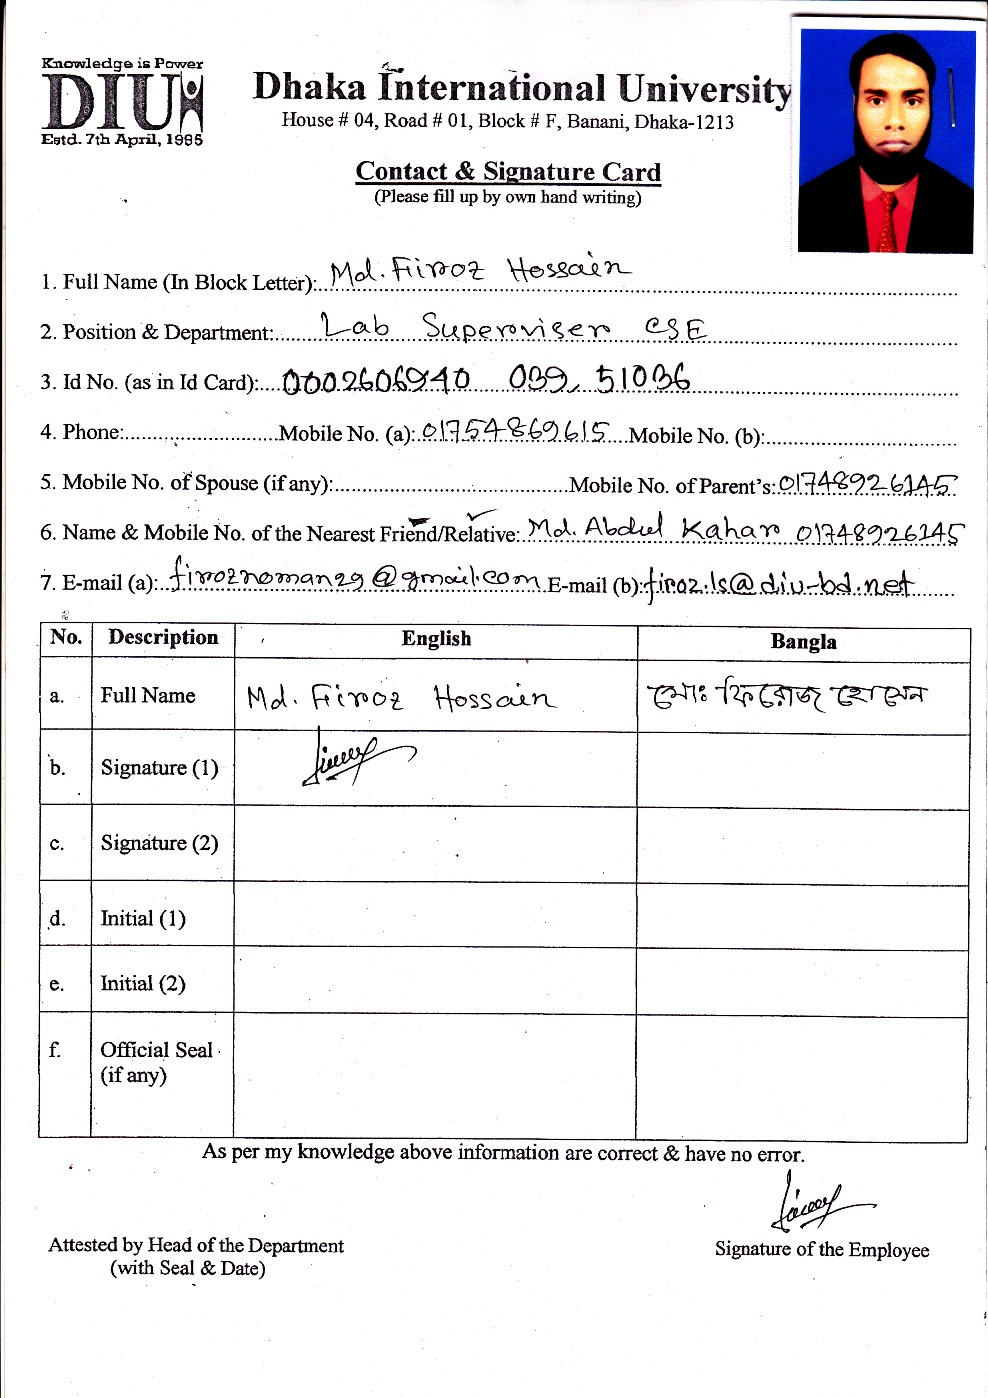 Knowledge is Power
DIU
Estd. 7th April, 1995
Dhaka International University
House # 04, Road # 01, Block # F, Banani, Dhaka-1213
Contact & Signature Card
(Please fill up by own hand writing)
1. Full Name (In Block Letter): Md. Firoz Hossain
2. Position & Department: Lab Superviser CSE
3. Id No. (as in Id Card): 0002606940 039, 51036
4. Phone: Mobile No. (a): 01754869615 Mobile No. (b):
5. Mobile No. of Spouse (if any): Mobile No. of Parent's: 01748926145
6. Name & Mobile No. of the Nearest Friend/Relative: Md. Abdul Kahar 01748926145
7. E-mail (a): firoznoman29@gmail.com E-mail (b): firoz.ls@diu-bd.net
No. Description English Bangla
a. Full Name Md. Firoz Hossain মোঃ ফিরোজ হোসেন
b. Signature (1)
c. Signature (2)
d. Initial (1)
e. Initial (2)
f. Official Seal
(if any)
As per my knowledge above information are correct & have no error.
Attested by Head of the Department
(with Seal & Date)
Signature of the Employee